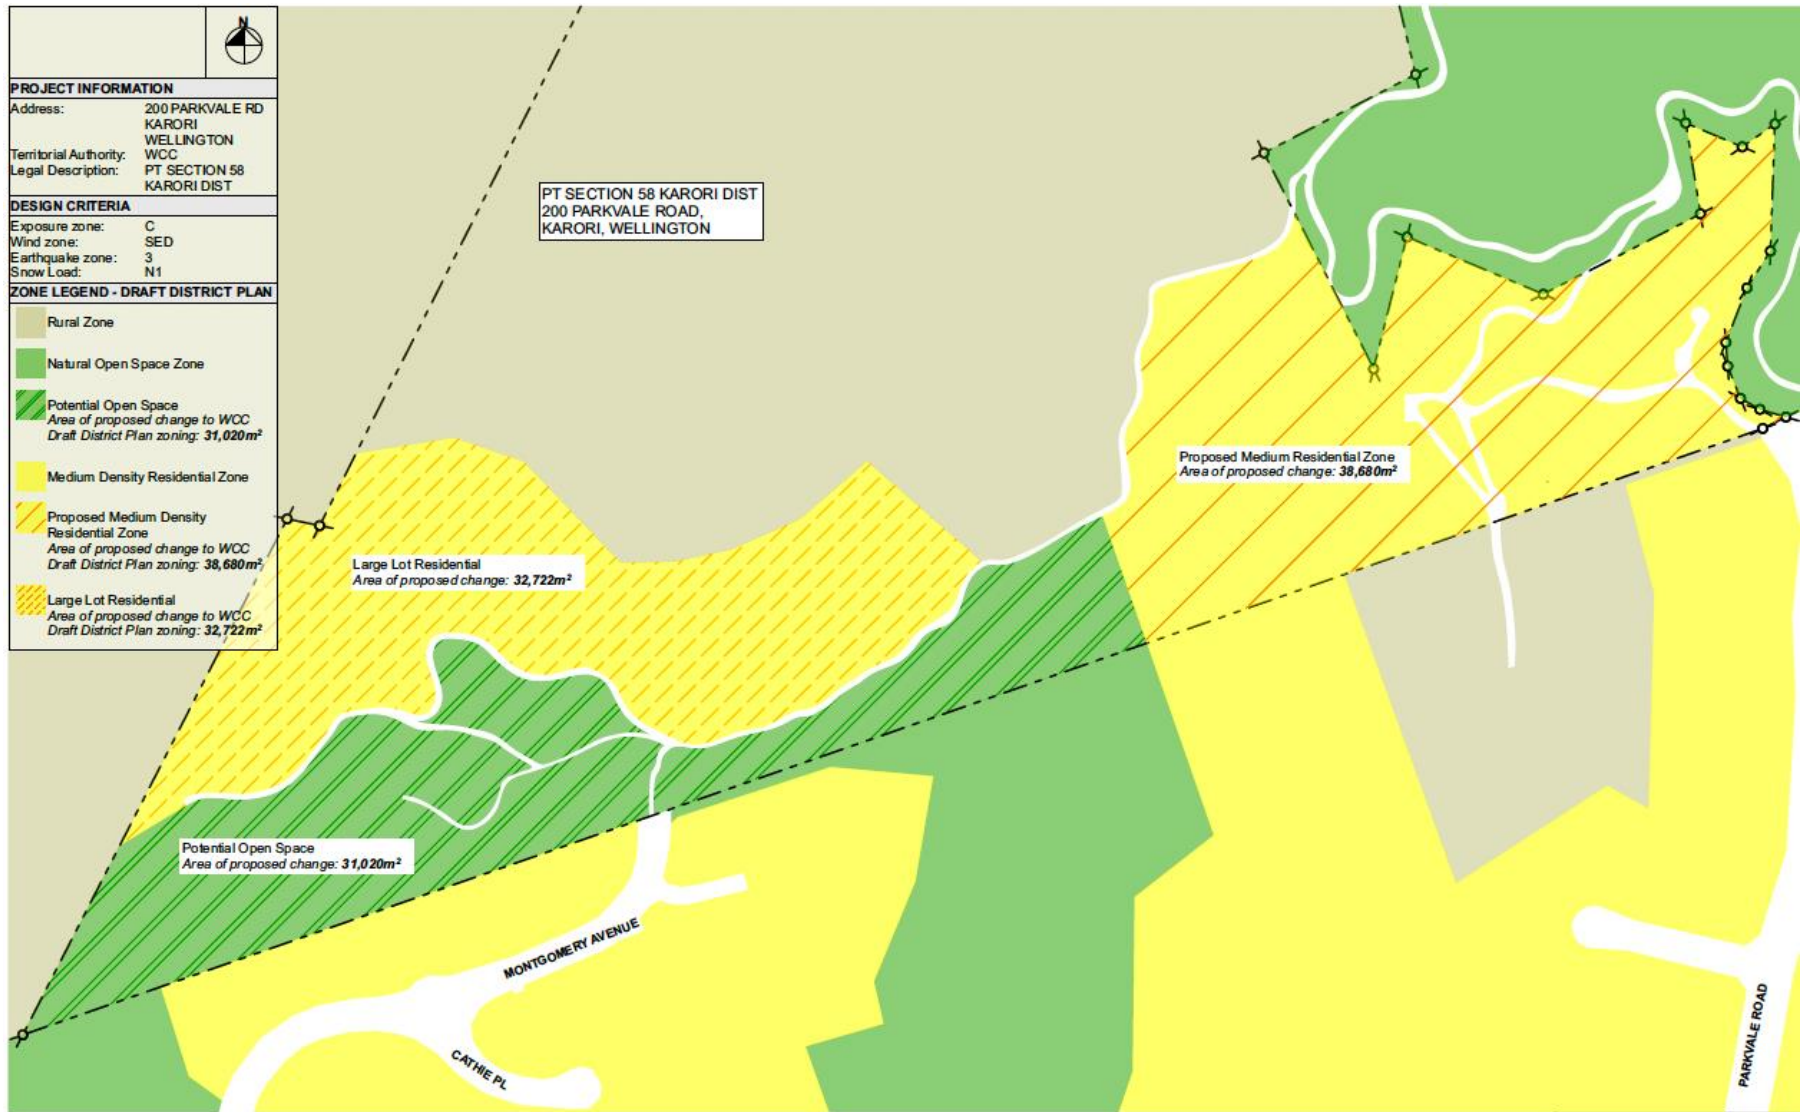 N
PROJECT INFORMATION
Address: 200 PARKVALE RD
KARORI
WELLINGTON
Territorial Authority: WCC
Legal Description: PT SECTION 58
KARORI DIST
DESIGN CRITERIA
Exposure zone: C
Wind zone: SED
Earthquake zone: 3
Snow Load: N1
ZONE LEGEND - DRAFT DISTRICT PLAN
Rural Zone
Natural Open Space Zone
Potential Open Space
Area of proposed change to WCC
Draft District Plan zoning: 31,020m²
Medium Density Residential Zone
Proposed Medium Density
Residential Zone
Area of proposed change to WCC
Draft District Plan zoning: 38,680m²
Large Lot Residential
Area of proposed change to WCC
Draft District Plan zoning: 32,722m²
PT SECTION 58 KARORI DIST
200 PARKVALE ROAD,
KARORI, WELLINGTON
Proposed Medium Residential Zone
Area of proposed change: 38,680m²
Large Lot Residential
Area of proposed change: 32,722m²
Potential Open Space
Area of proposed change: 31,020m²
MONTGOMERY AVENUE
CATHIE PL
PARKVALE ROAD